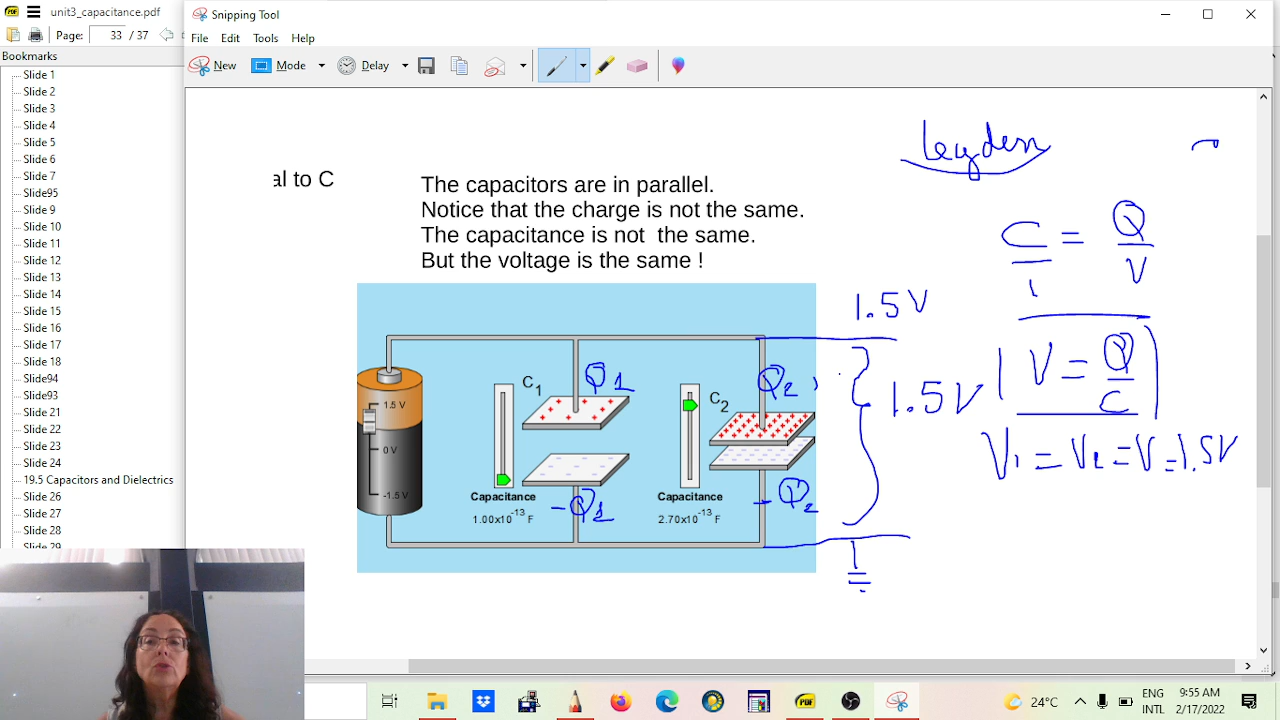 unit3_capacitance.pdf
Page: 33 / 37
Bookmarks
Slide 1
Slide 2
Slide 3
Slide 4
Slide 5
Slide 6
Slide 7
Slide95
Slide 9
Slide 10
Slide 11
Slide 12
Slide 13
Slide 14
Slide 15
Slide 16
Slide 17
Slide 18
Slide94
Slide93
Slide 21
Slide 22
Slide 23
Slide 24
19.5 Capacitors and Dielectrics
Slide 26
Slide 27
Slide 28
Slide 29
Snipping Tool
File Edit Tools Help
New Mode Delay
al to C
The capacitors are in parallel.
Notice that the charge is not the same.
The capacitance is not the same.
But the voltage is the same !
1.5 V
0 V
-1.5 V
C1
Q1
Capacitance
1.00x10^-13 F
-Q1
C2
Q2
Capacitance
2.70x10^-13 F
-Q2
1.5V
1.5V
Leyden
C = Q
1 V
V = Q
C
V1 = V2 = V = 1.5V
PDF
24°C
ENG
INTL
9:55 AM
2/17/2022